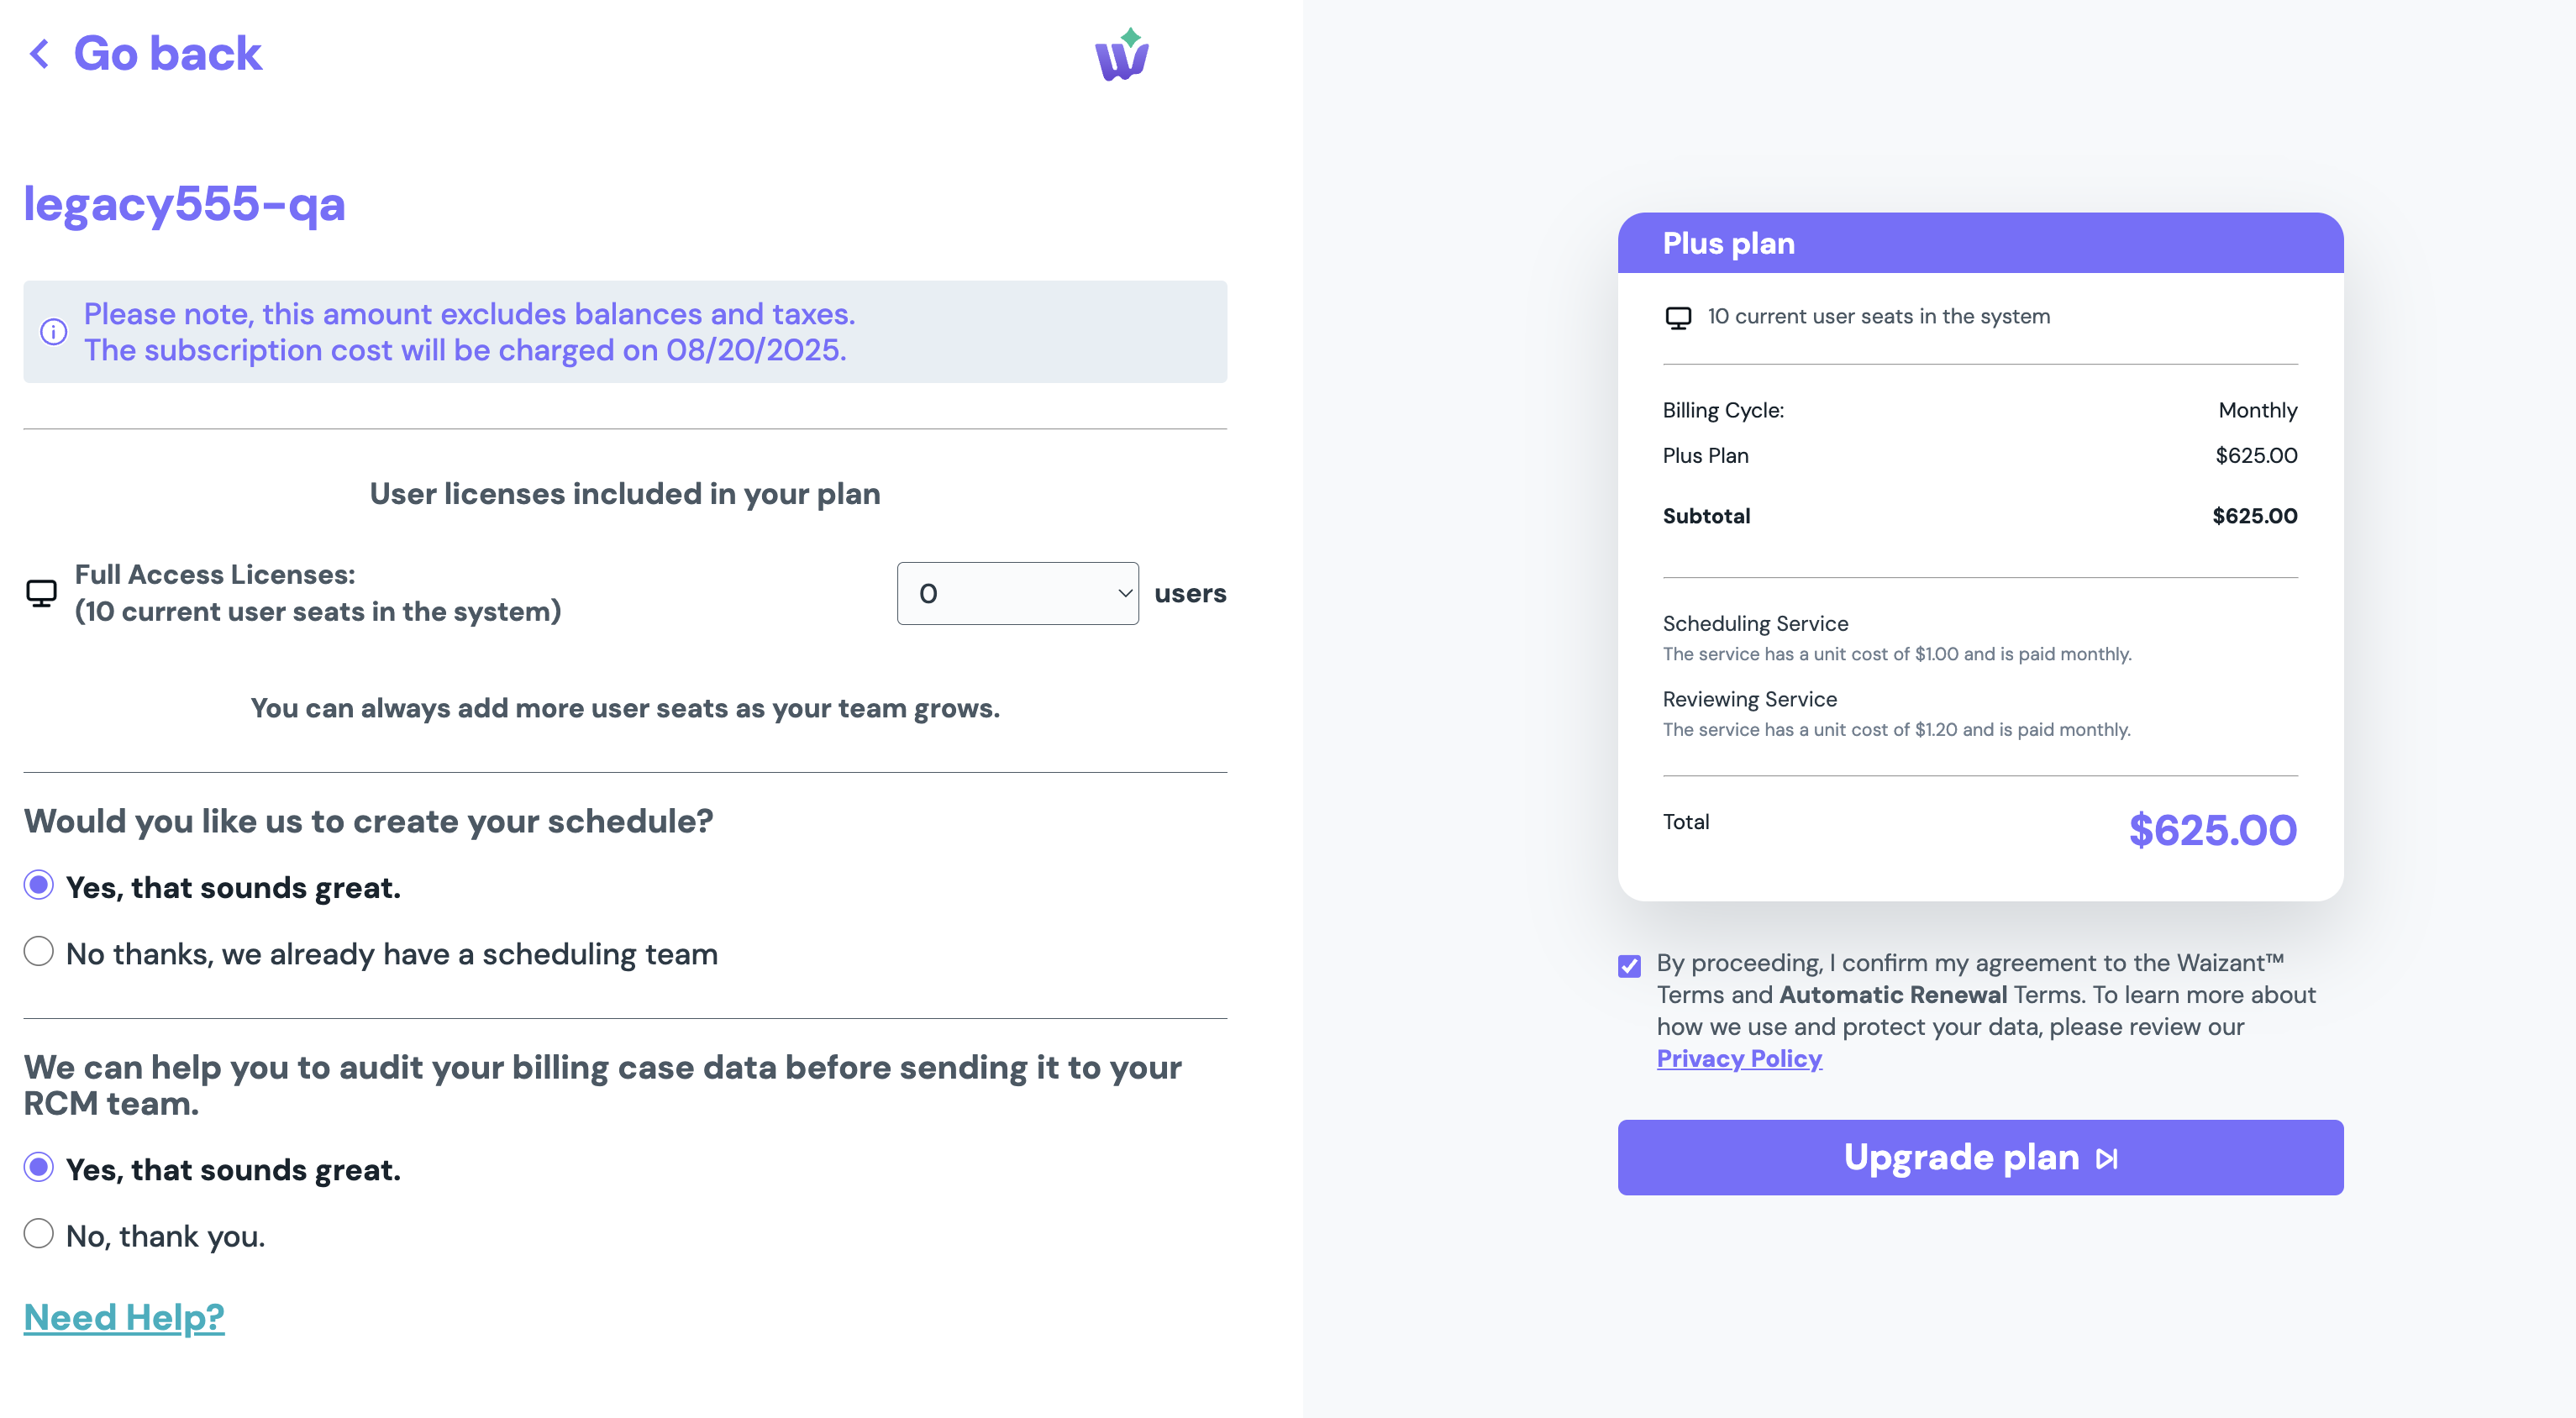 Go back
legacy555-qa
Please note, this amount excludes balances and taxes.
The subscription cost will be charged on 08/20/2025.
User licenses included in your plan
Full Access Licenses:
(10 current user seats in the system)
0
users
You can always add more user seats as your team grows.
Would you like us to create your schedule?
Yes, that sounds great.
No thanks, we already have a scheduling team
We can help you to audit your billing case data before sending it to your
RCM team.
Yes, that sounds great.
No, thank you.
Need Help?
Plus plan
10 current user seats in the system
Billing Cycle: Monthly
Plus Plan $625.00
Subtotal $625.00
Scheduling Service
The service has a unit cost of $1.00 and is paid monthly.
Reviewing Service
The service has a unit cost of $1.20 and is paid monthly.
Total $625.00
By proceeding, I confirm my agreement to the Waizant™
Terms and Automatic Renewal Terms. To learn more about
how we use and protect your data, please review our
Privacy Policy
Upgrade plan